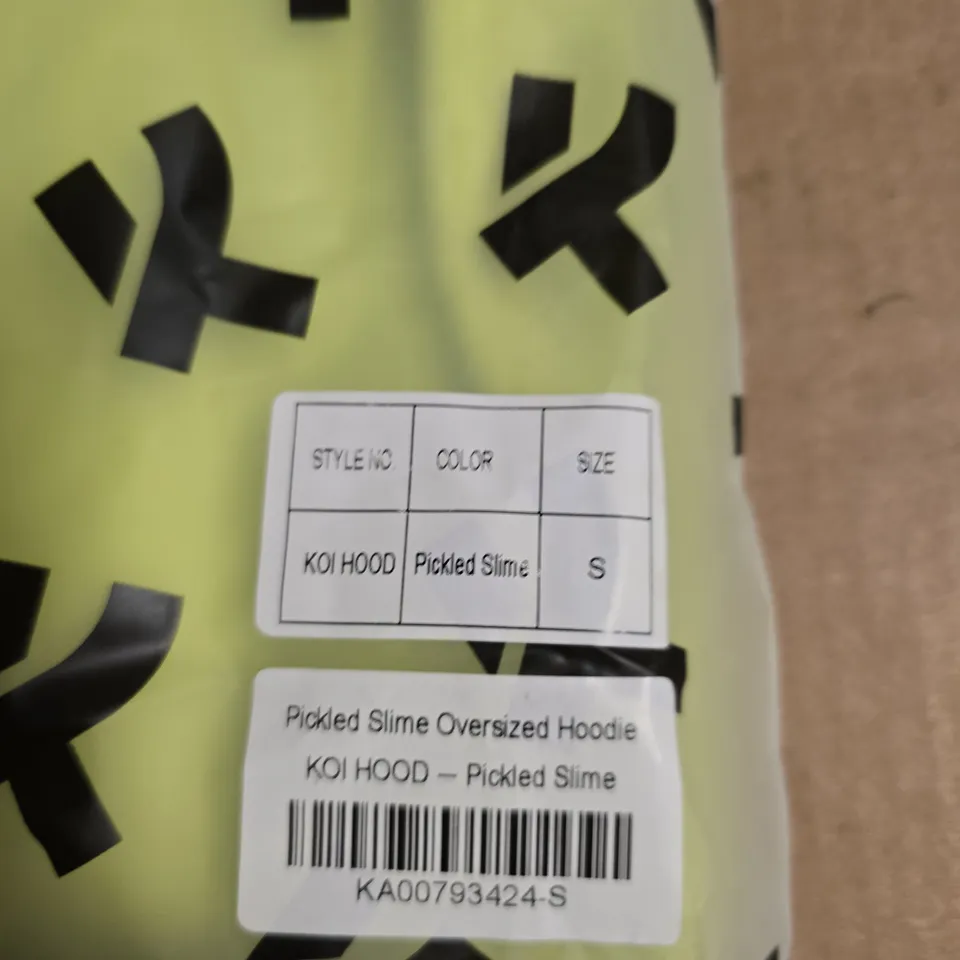 STYLE NO.
COLOR
SIZE
KOI HOOD
Pickled Slime
S
Pickled Slime Oversized Hoodie
KOI HOOD — Pickled Slime
KA00793424-S